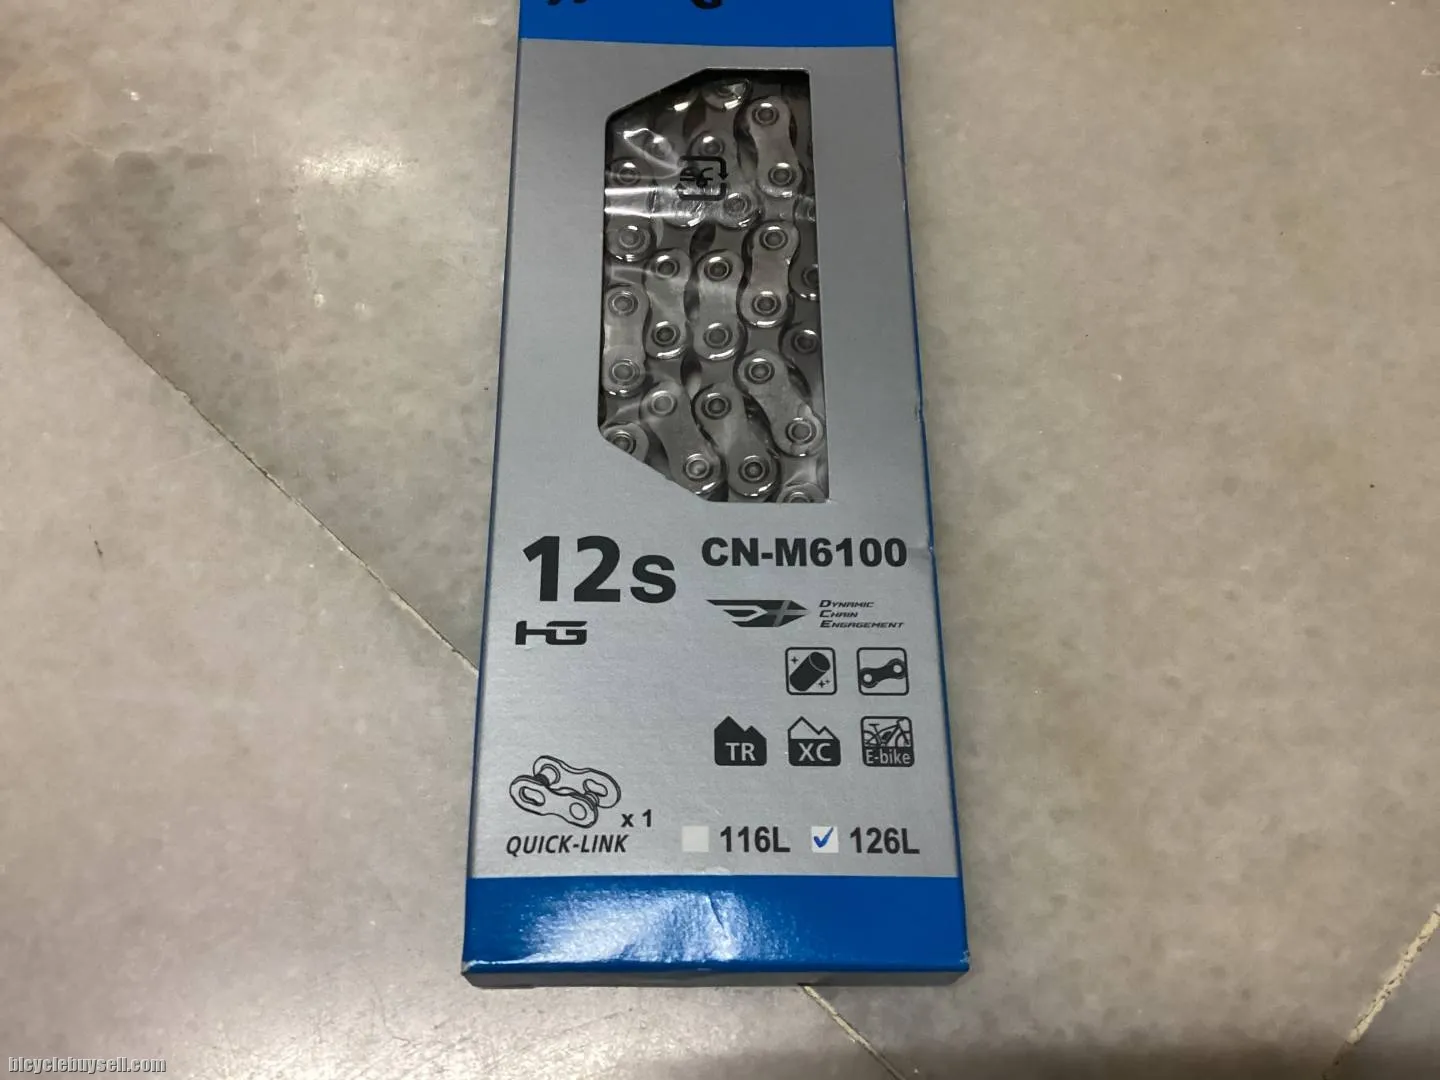 12s
CN-M6100
HG
DYNAMIC
CHAIN
ENGAGEMENT
TR
XC
E-bike
x 1
QUICK-LINK
116L
126L
bicyclebuysell.com